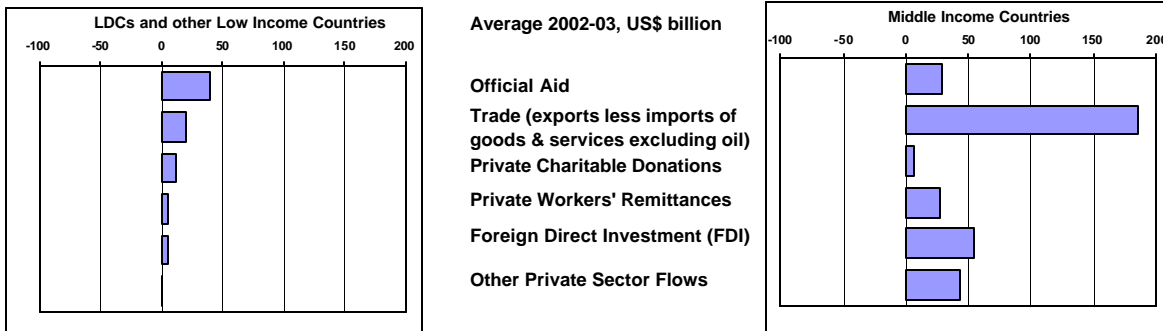 LDCs and other Low Income Countries
-100 -50 0 50 100 150 200
Average 2002-03, US$ billion
Official Aid
Trade (exports less imports of
goods & services excluding oil)
Private Charitable Donations
Private Workers' Remittances
Foreign Direct Investment (FDI)
Other Private Sector Flows
Middle Income Countries
-100 -50 0 50 100 150 200